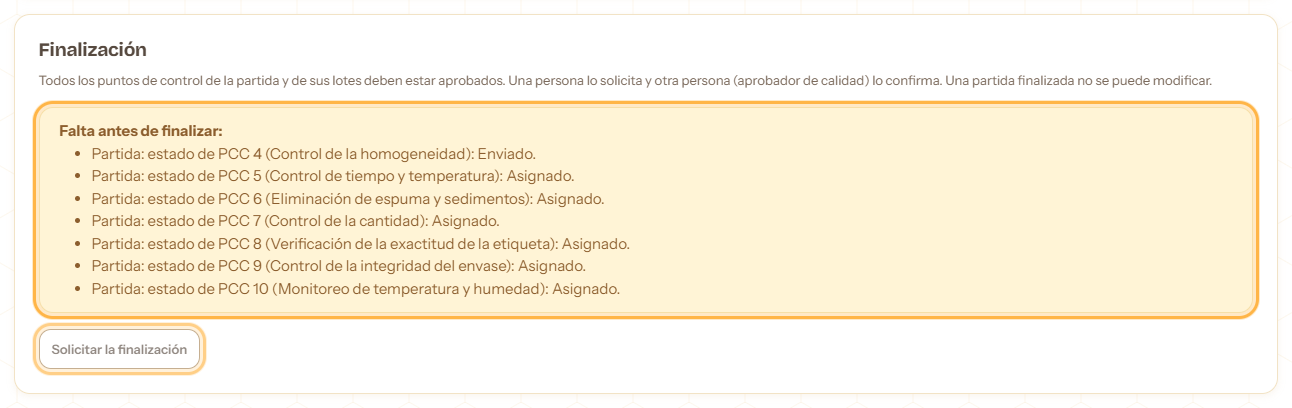 Finalización
Todos los puntos de control de la partida y de sus lotes deben estar aprobados. Una persona lo solicita y otra persona (aprobador de calidad) lo confirma. Una partida finalizada no se puede modificar.
Falta antes de finalizar:
• Partida: estado de PCC 4 (Control de la homogeneidad): Enviado.
• Partida: estado de PCC 5 (Control de tiempo y temperatura): Asignado.
• Partida: estado de PCC 6 (Eliminación de espuma y sedimentos): Asignado.
• Partida: estado de PCC 7 (Control de la cantidad): Asignado.
• Partida: estado de PCC 8 (Verificación de la exactitud de la etiqueta): Asignado.
• Partida: estado de PCC 9 (Control de la integridad del envase): Asignado.
• Partida: estado de PCC 10 (Monitoreo de temperatura y humedad): Asignado.
Solicitar la finalización